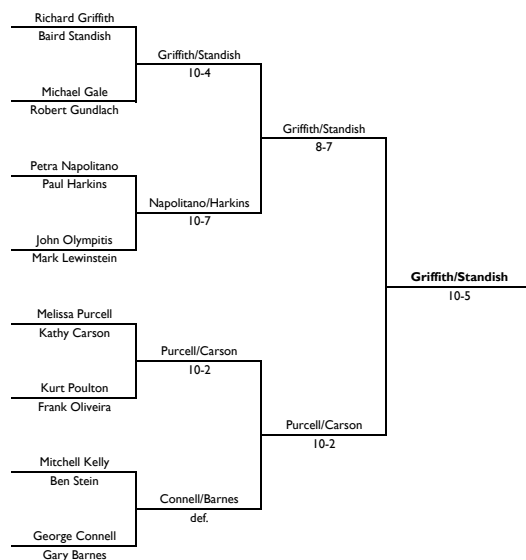 Richard Griffith
Baird Standish
Griffith/Standish
10-4
Michael Gale
Robert Gundlach
Griffith/Standish
8-7
Petra Napolitano
Paul Harkins
Napolitano/Harkins
10-7
John Olympitis
Mark Lewinstein
Griffith/Standish
10-5
Melissa Purcell
Kathy Carson
Purcell/Carson
10-2
Kurt Poulton
Frank Oliveira
Purcell/Carson
10-2
Mitchell Kelly
Ben Stein
Connell/Barnes
def.
George Connell
Gary Barnes